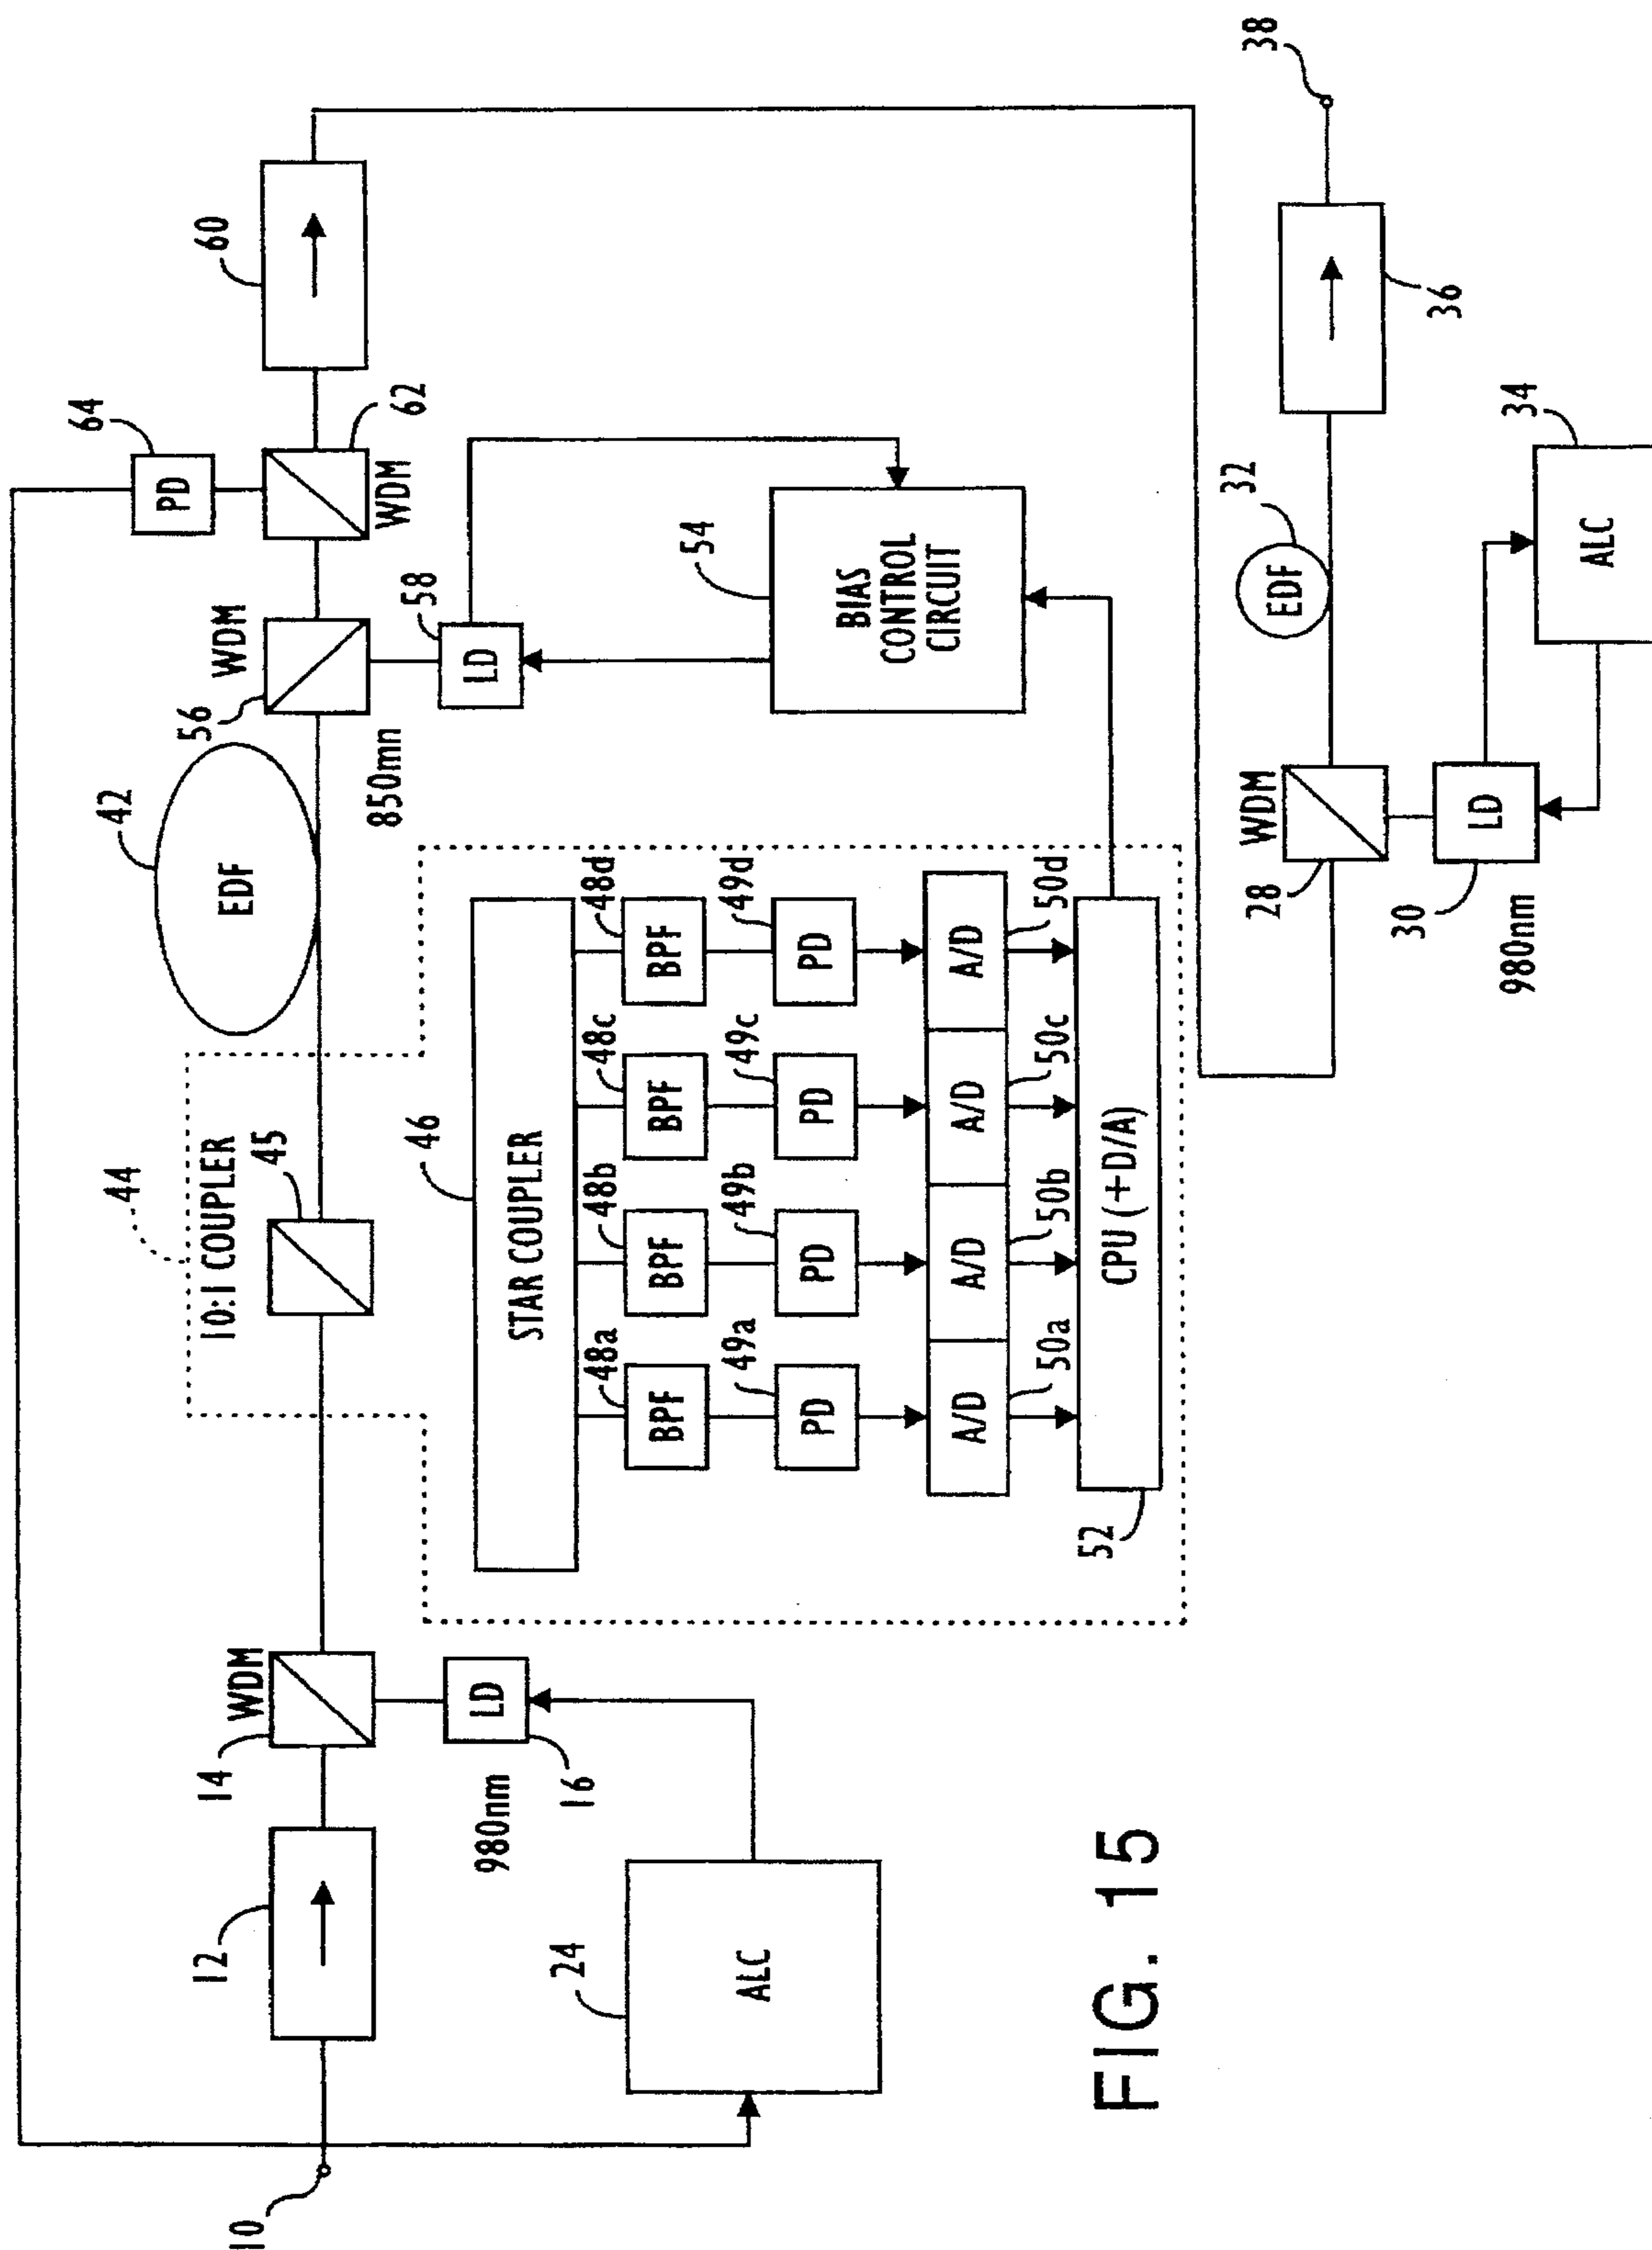 64
PD
WDM
62
60
42
EDF
56
WDM
850mn
58
LD
54
BIAS
CONTROL
CIRCUIT
44
10:1 COUPLER
45
46
STAR COUPLER
48a
48b
48c
48d
BPF
BPF
BPF
BPF
49a
49b
49c
49d
PD
PD
PD
PD
A/D
A/D
A/D
A/D
50a
50b
50c
50d
CPU (+D/A)
52
10
12
14
WDM
LD
16
980nm
24
ALC
38
36
32
EDF
WDM
28
LD
30
980nm
34
ALC
FIG. 15